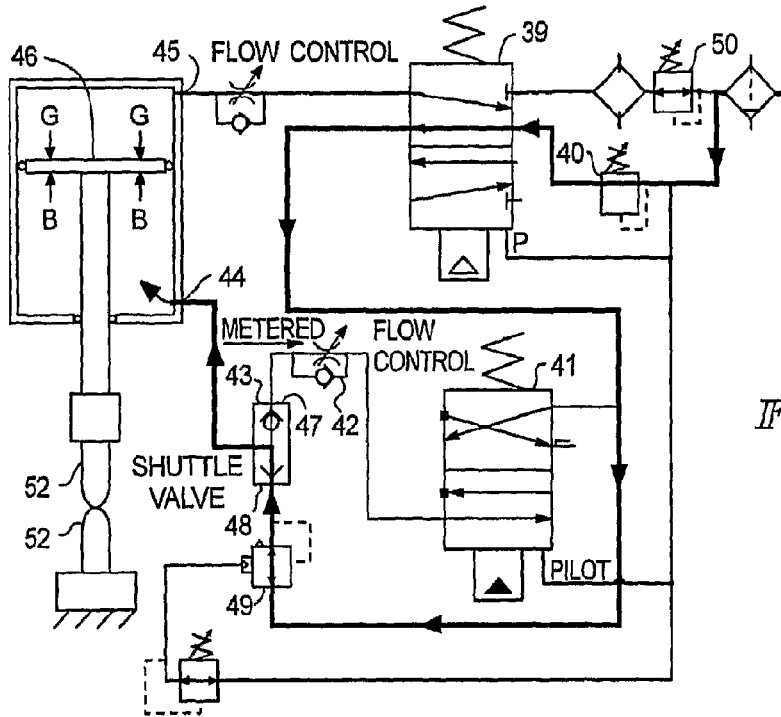 46
45
FLOW CONTROL
39
50
G
G
B
B
40
P
44
METERED
FLOW
CONTROL
43
47
42
41
SHUTTLE
VALVE
48
52
52
49
PILOT